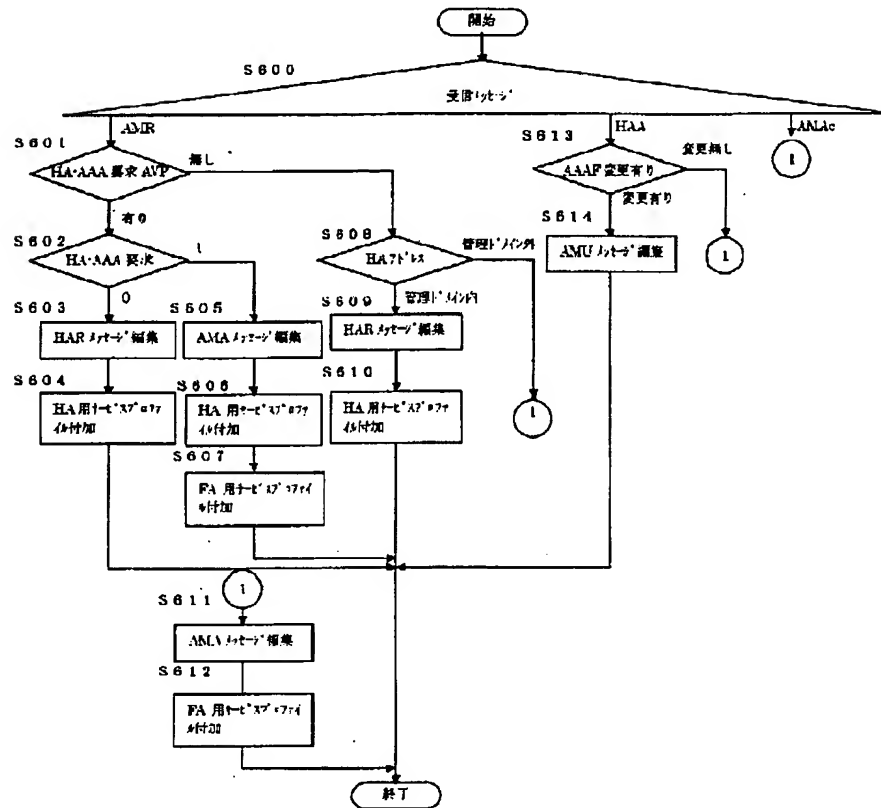 開始
S600
受信メッセージ
AMR
HAA
AMAc
S601
HA・AAA 要求 AVP
無し
有り
S613
AAAF 変更有り
変更無し
変更有り
1
S602
HA・AAA 要求
1
0
S608
HAアドレス
管理ドメイン外
管理ドメイン内
S614
AMU メッセージ編集
1
S603
HAR メッセージ編集
S605
AMA メッセージ編集
S609
HAR メッセージ編集
S604
HA 用サービスプロファ
イル付加
S606
HA 用サービスプロファ
イル付加
S610
HA 用サービスプロファ
イル付加
1
S607
FA 用サービスプロファイ
ル付加
1
S611
AMA メッセージ編集
S612
FA 用サービスプロファイ
ル付加
終了